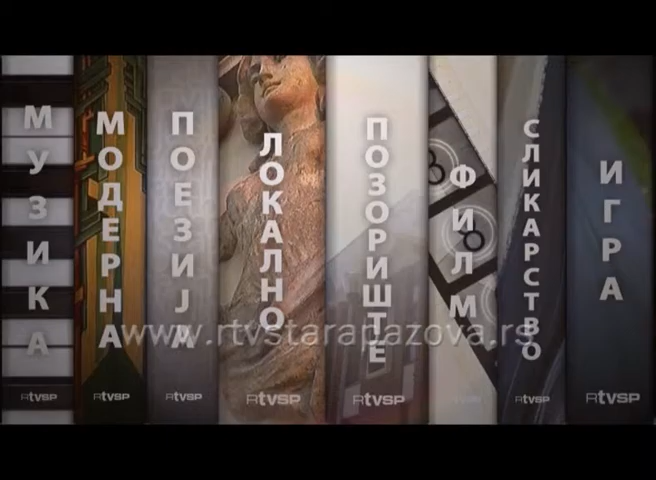 МУЗИКА
МОДЕРНА
ПОЕЗИЈА
ЛОКАЛНО
ПОЗОРИШТЕ
ФИЛМ
СЛИКАРСТВО
ИГРА
www.rtvstarapazova.rs
RTVSP
RTVSP
RTVSP
RTVSP
RTVSP
RTVSP
RTVSP
RTVSP